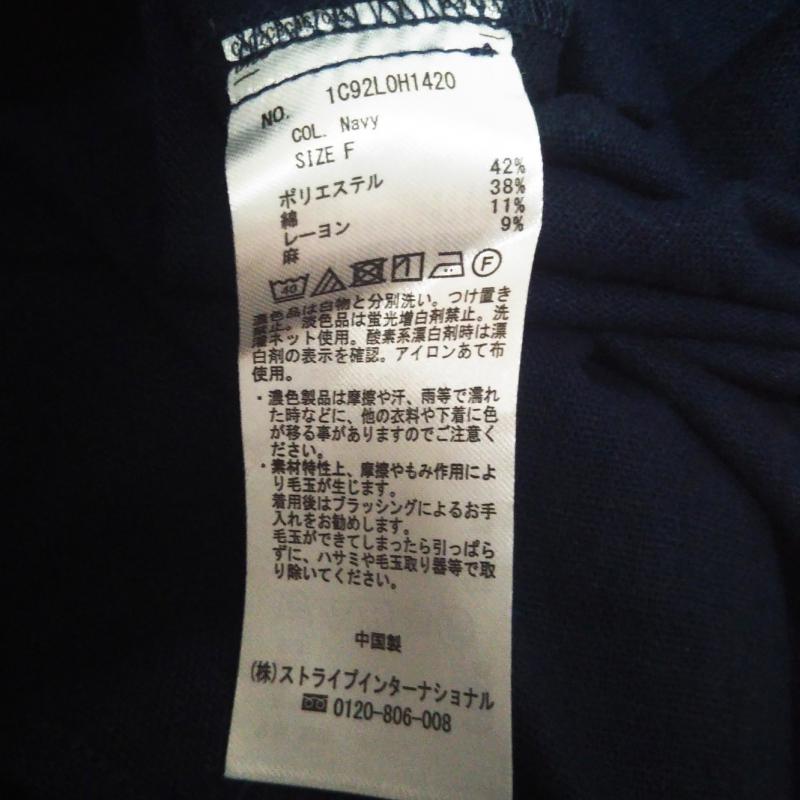 NO. 1C92L0H1420
COL. Navy
SIZE F
ポリエステル 42%
綿 38%
レーヨン 11%
麻 9%
40 F
濃色品は白物と分別洗い。つけ置き
禁止。淡色品は蛍光増白剤禁止。洗
濯ネット使用。酸素系漂白剤時は漂
白剤の表示を確認。アイロンあて布
使用。
・濃色製品は摩擦や汗、雨等で濡れ
た時などに、他の衣料や下着に色
が移る事がありますのでご注意く
ださい。
・素材特性上、摩擦やもみ作用によ
り毛玉が生じます。
着用後はブラッシングによるお手
入れをお勧めします。
毛玉ができてしまったら引っぱら
ずに、ハサミや毛玉取り器等で取
り除いてください。
中国製
(株)ストライプインターナショナル
0120-806-008